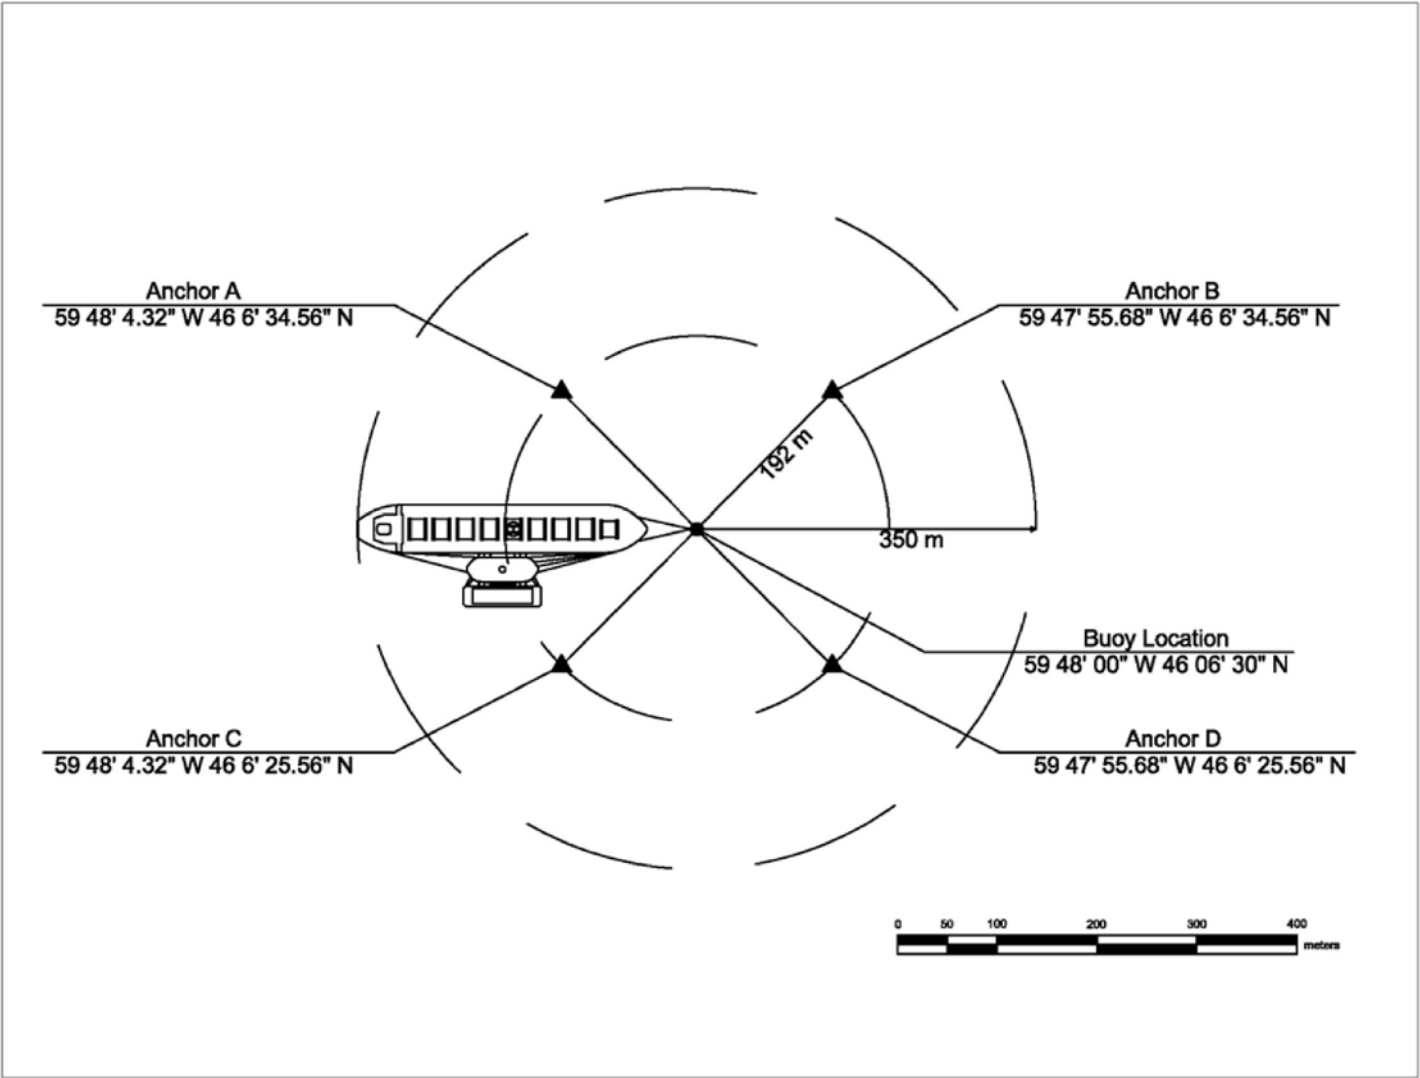 Anchor A
59 48' 4.32" W 46 6' 34.56" N
Anchor B
59 47' 55.68" W 46 6' 34.56" N
192 m
350 m
Buoy Location
59 48' 00" W 46 06' 30" N
Anchor C
59 48' 4.32" W 46 6' 25.56" N
Anchor D
59 47' 55.68" W 46 6' 25.56" N
0 50 100 200 300 400
meters